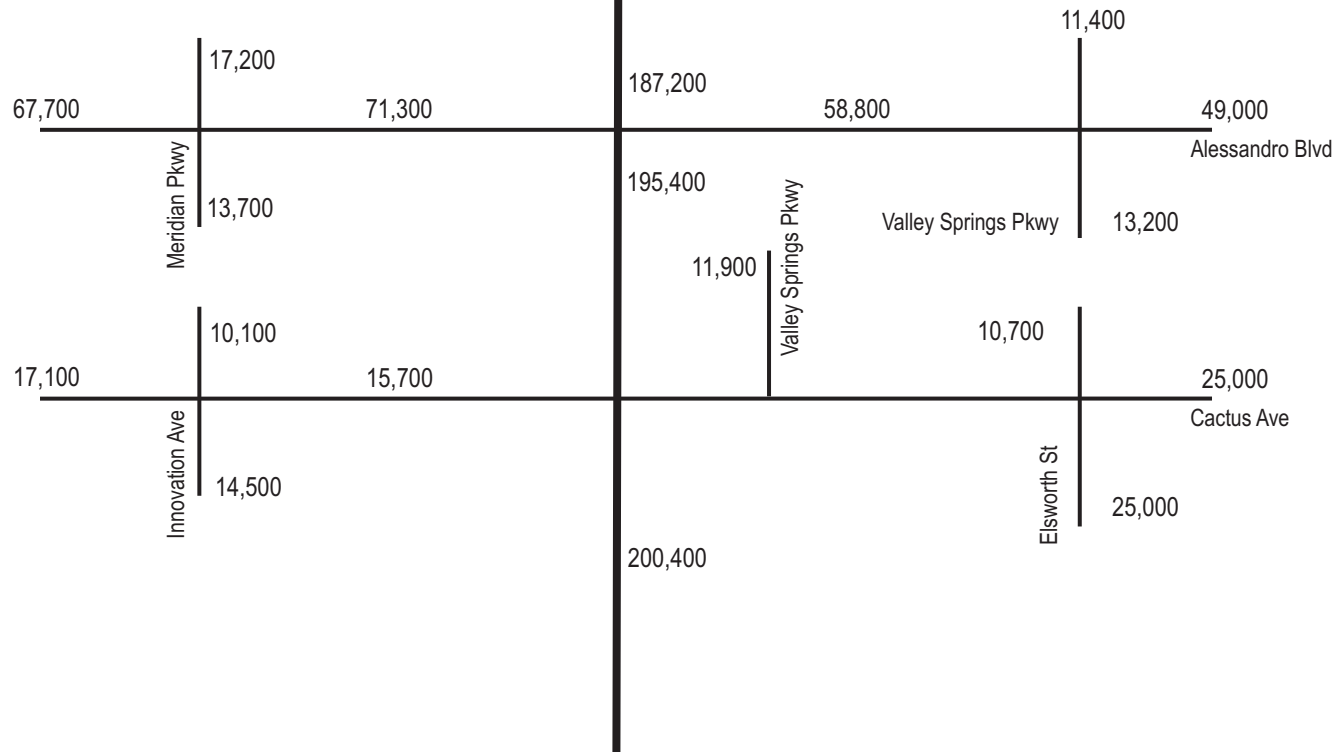 11,400
17,200
187,200
67,700
71,300
58,800
49,000
Alessandro Blvd
Meridian Pkwy
13,700
195,400
Valley Springs Pkwy
13,200
11,900
Valley Springs Pkwy
10,100
10,700
17,100
15,700
25,000
Cactus Ave
Innovation Ave
14,500
Elsworth St
25,000
200,400